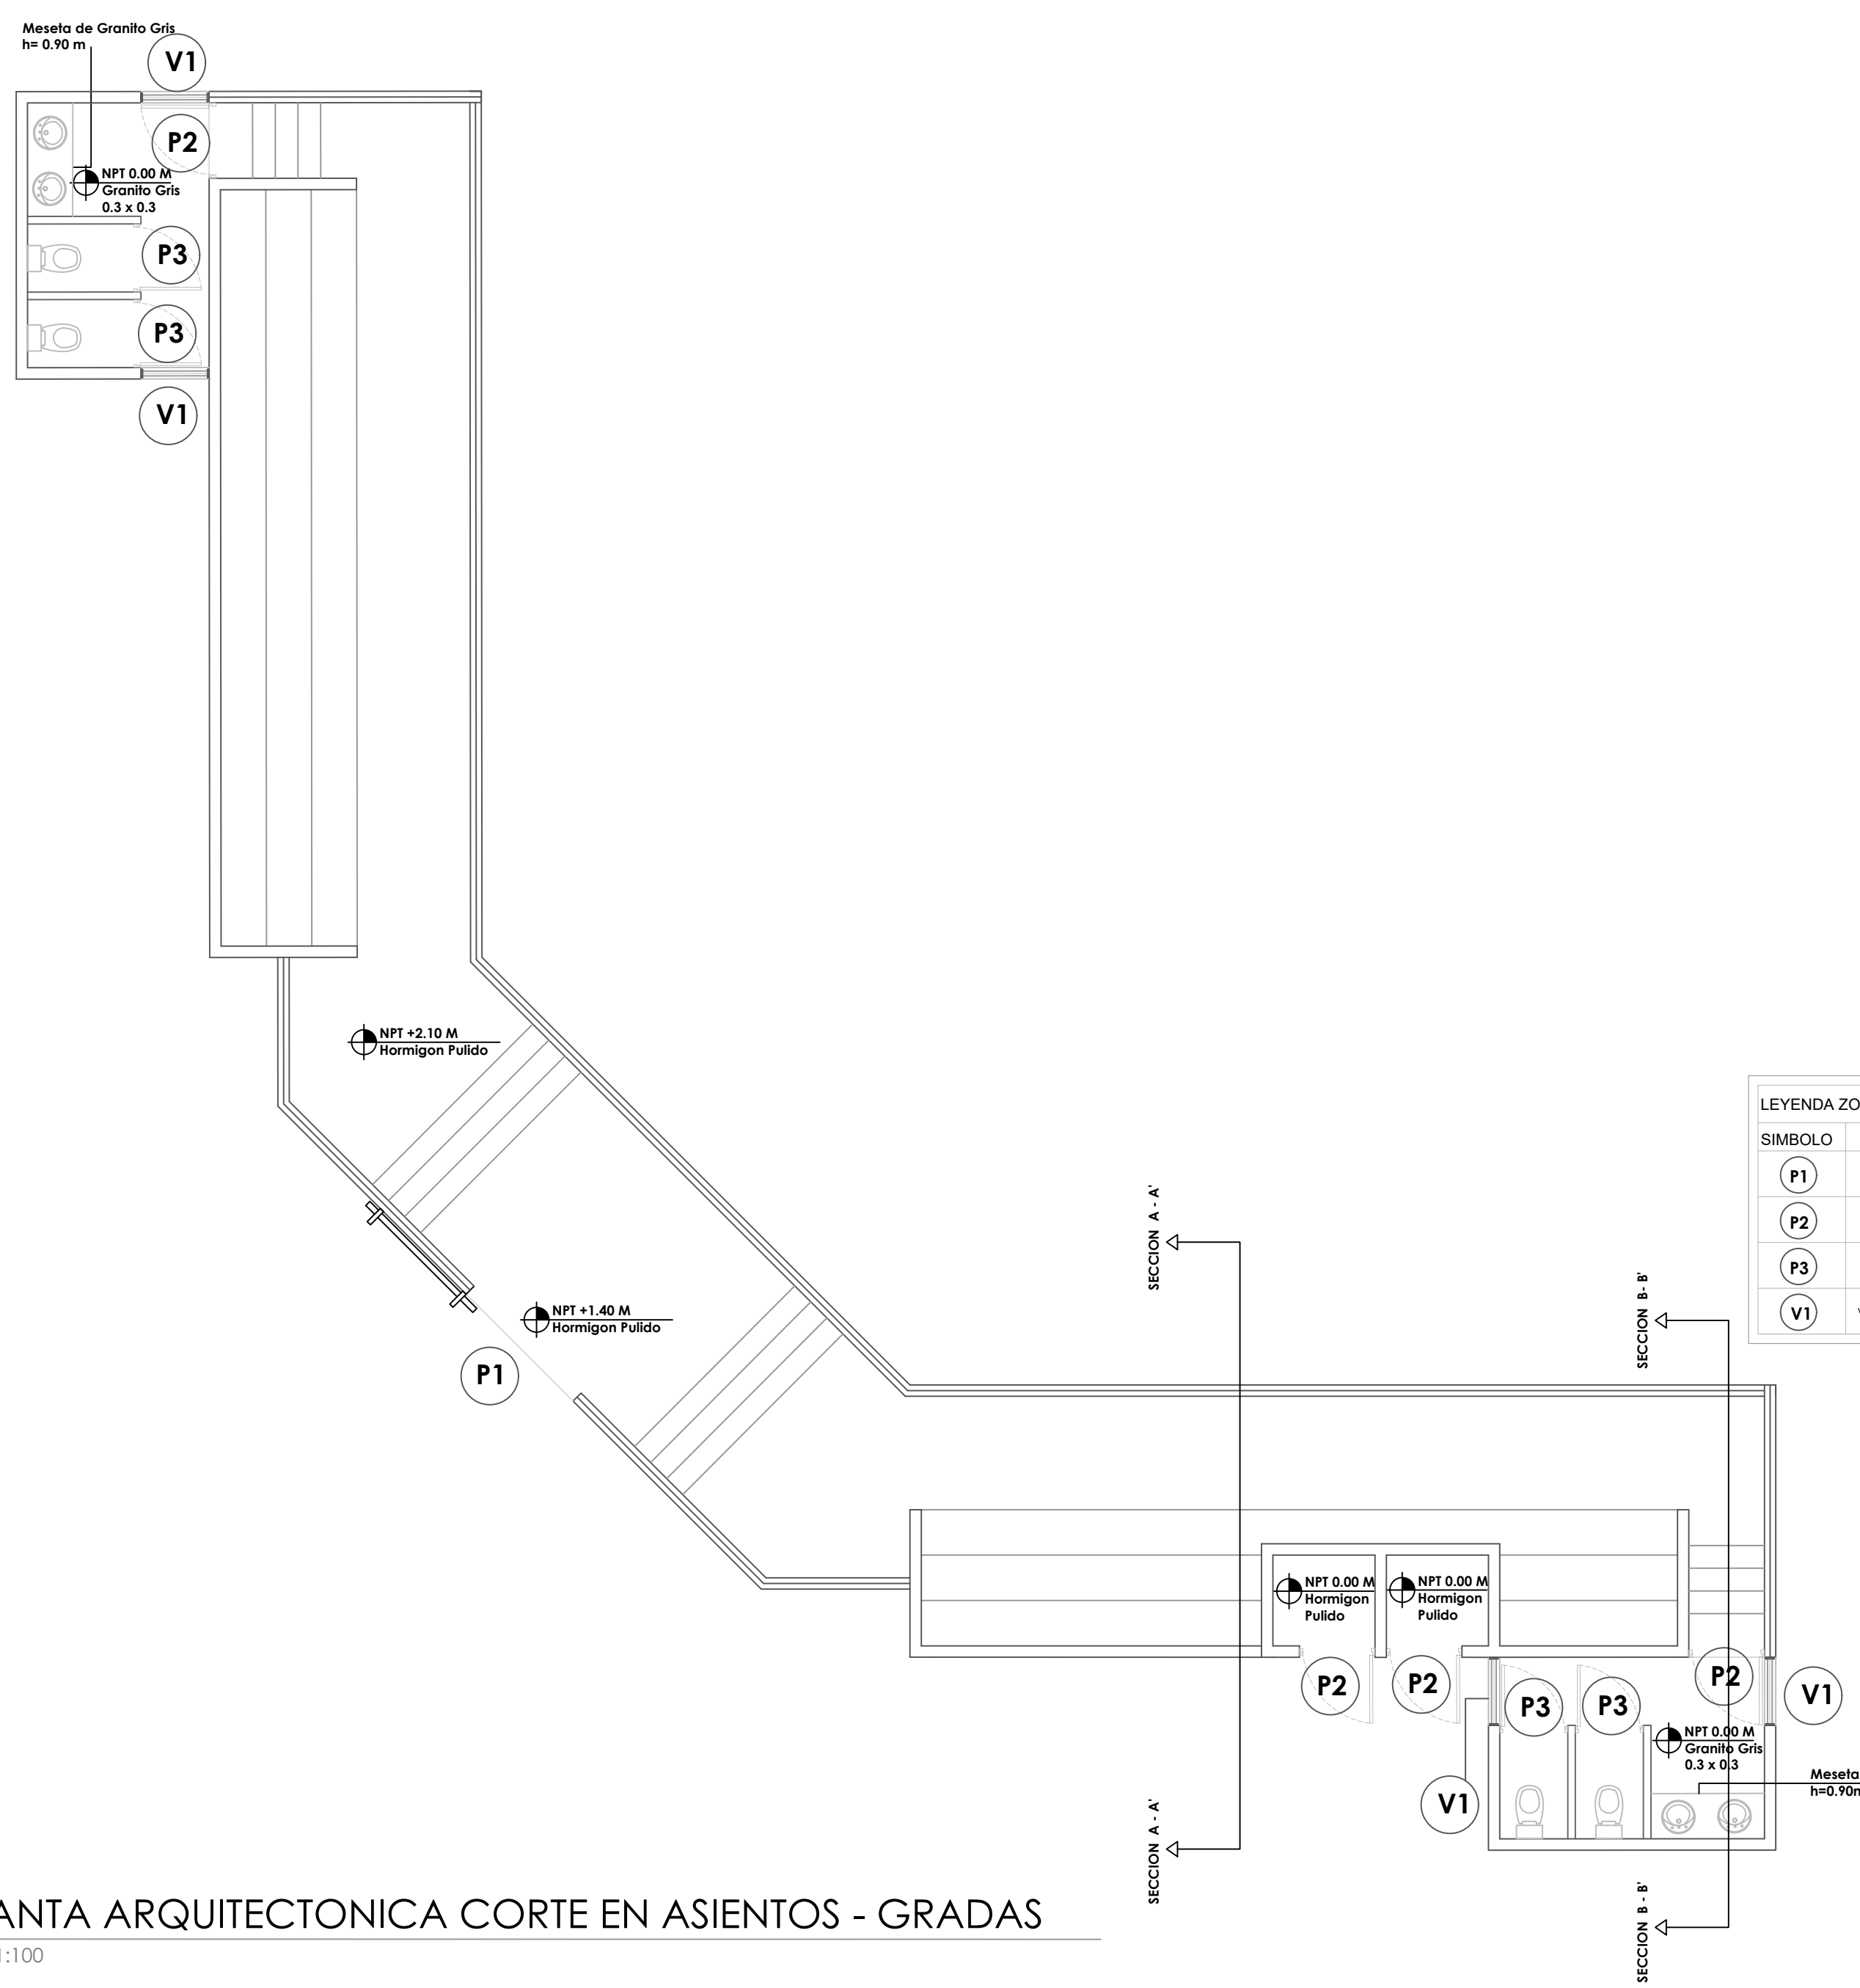 Meseta de Granito Gris
h= 0.90 m
V1
P2
NPT 0.00 M
Granito Gris
0.3 x 0.3
P3
P3
V1
NPT +2.10 M
Hormigon Pulido
NPT +1.40 M
Hormigon Pulido
P1
SECCION A - A'
SECCION B- B'
LEYENDA ZO
SIMBOLO
P1
P2
P3
V1
NPT 0.00 M
Hormigon
Pulido
NPT 0.00 M
Hormigon
Pulido
P2
P2
P3
P3
P2
V1
NPT 0.00 M
Granito Gris
0.3 x 0.3
Meseta
h=0.90m
V1
SECCION A - A'
SECCION B - B'
ANTA ARQUITECTONICA CORTE EN ASIENTOS - GRADAS
1:100